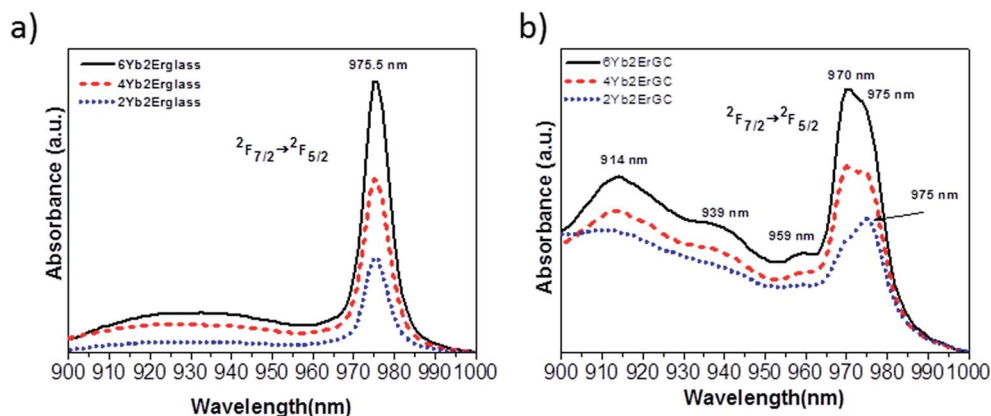 a)
6Yb2Erglass
4Yb2Erglass
2Yb2Erglass
975.5 nm
²F₇/₂→²F₅/₂
Absorbance (a.u.)
900 910 920 930 940 950 960 970 980 990 1000
Wavelength(nm)
b)
6Yb2ErGC
4Yb2ErGC
2Yb2ErGC
970 nm
975 nm
²F₇/₂→²F₅/₂
914 nm
939 nm
959 nm
975 nm
Absorbance (a.u.)
900 910 920 930 940 950 960 970 980 990 1000
Wavelength(nm)